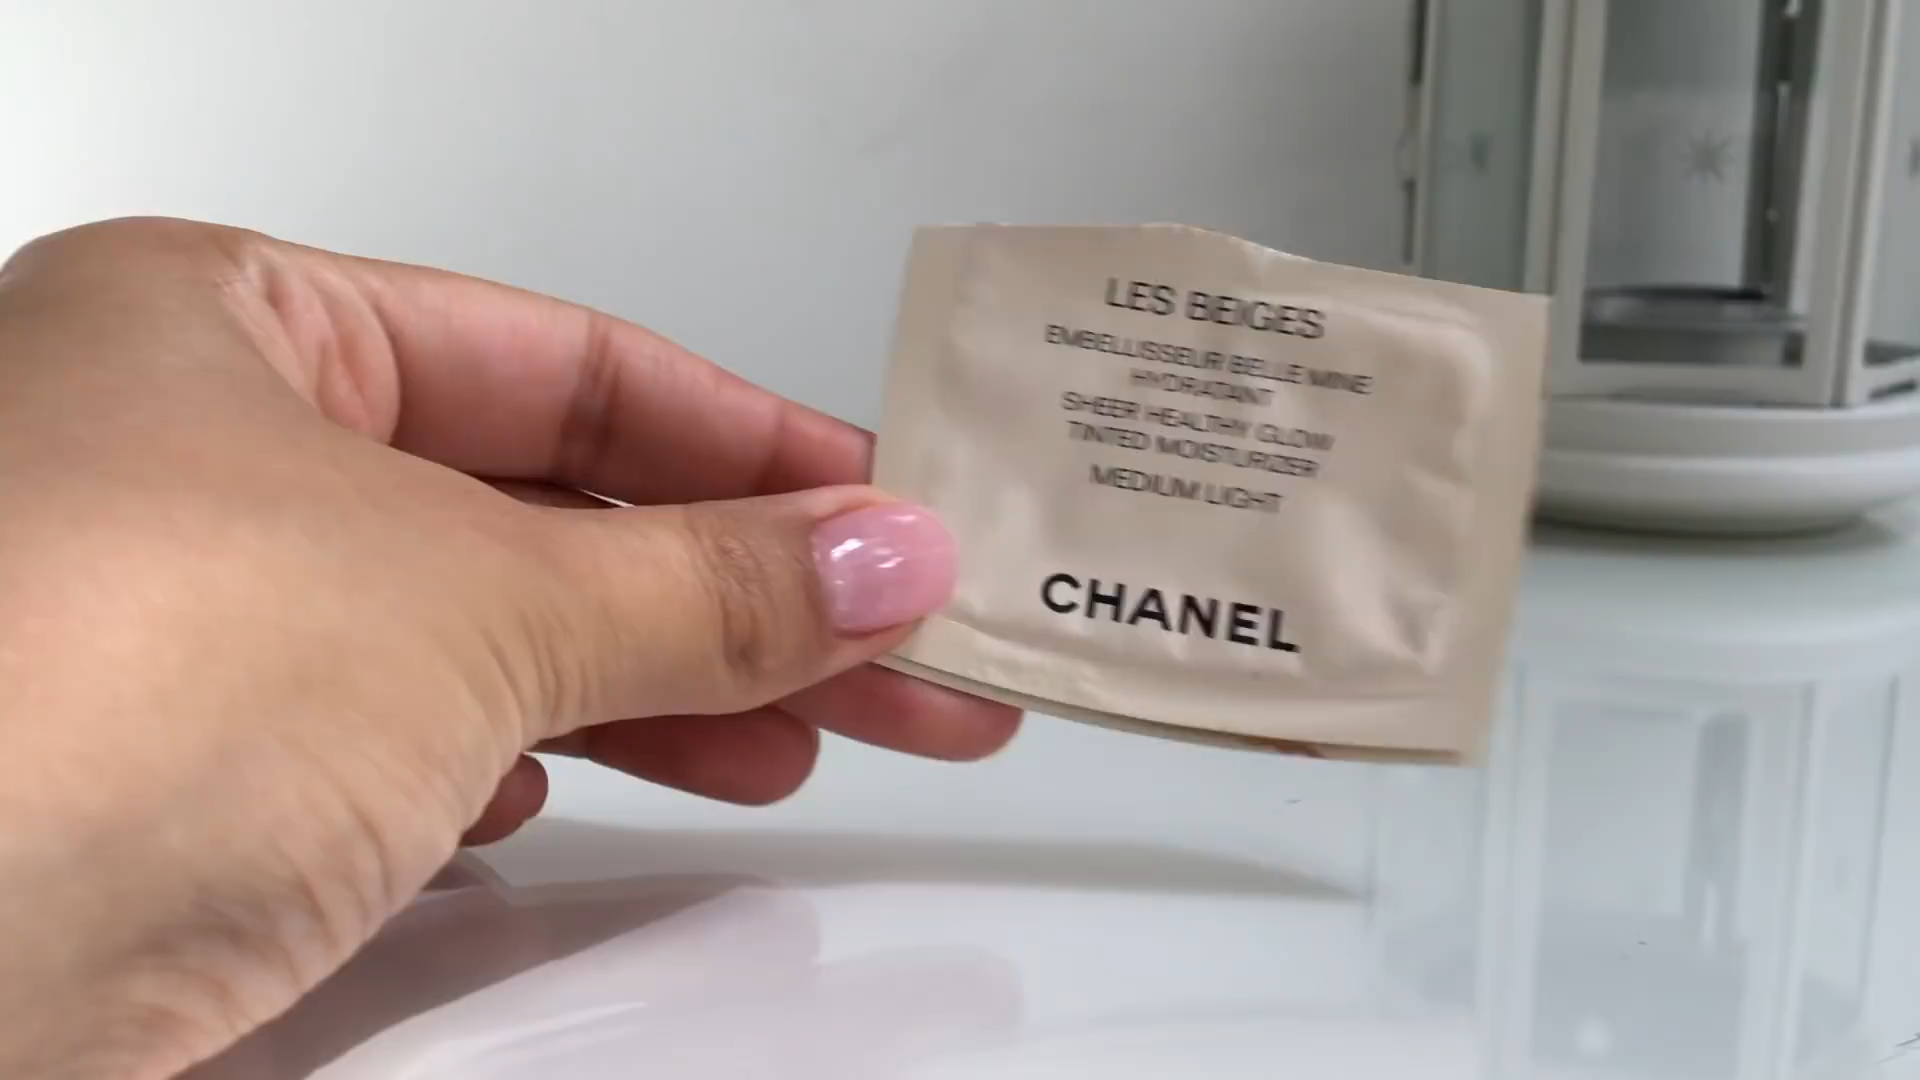 LES BEIGES
EMBELLISSEUR BELLE MINE
HYDRATANT
SHEER HEALTHY GLOW
TINTED MOISTURIZER
MEDIUM LIGHT
CHANEL